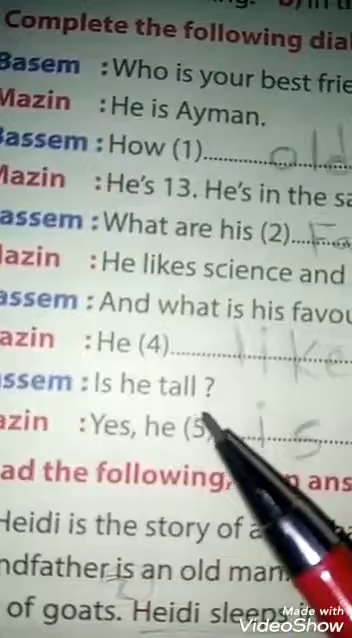 Complete the following dia
Basem : Who is your best frie
Mazin : He is Ayman.
Bassem : How (1).......... old
Mazin : He's 13. He's in the sa
assem : What are his (2)..........
azin : He likes science and
assem : And what is his favou
azin : He (4).......... like
ssem : Is he tall ?
azin : Yes, he (5).......... is
ad the following, ans
Heidi is the story of a
ndfather is an old man.
of goats. Heidi sleeps
Made with
VideoShow